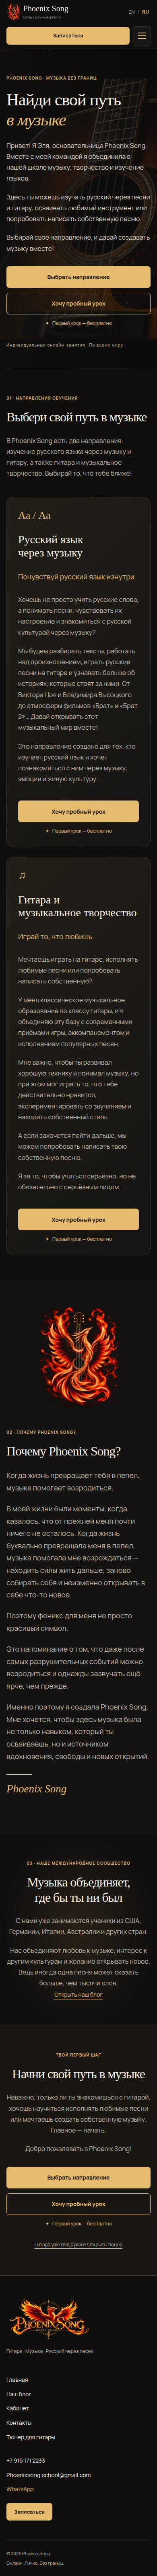 Phoenix Song
МУЗЫКАЛЬНАЯ ШКОЛА
EN / RU
Записаться
PHOENIX SONG · МУЗЫКА БЕЗ ГРАНИЦ
Найди свой путь
в музыке
Привет! Я Эля, основательница Phoenix Song.
Вместе с моей командой я объединила в
нашей школе музыку, творчество и изучение
языков.
Здесь ты можешь изучать русский через песни
и гитару, осваивать любимый инструмент или
попробовать написать собственную песню.
Выбирай своё направление, и давай создавать
музыку вместе!
Выбрать направление
Хочу пробный урок
✦ Первый урок — бесплатно
Индивидуальные онлайн-занятия · По всему миру
01 · НАПРАВЛЕНИЯ ОБУЧЕНИЯ
Выбери свой путь в музыке
В Phoenix Song есть два направления:
изучение русского языка через музыку и
гитару, а также гитара и музыкальное
творчество. Выбирай то, что тебе ближе!
Aa / Аа
Русский язык
через музыку
Почувствуй русский язык изнутри
Хочешь не просто учить русские слова,
а понимать песни, чувствовать их
настроение и знакомиться с русской
культурой через музыку?
Мы будем разбирать тексты, работать
над произношением, играть русские
песни на гитаре и узнавать больше об
историях, которые стоят за ними. От
Виктора Цоя и Владимира Высоцкого
до атмосферы фильмов «Брат» и «Брат
2»... Давай открывать этот
музыкальный мир вместе!
Это направление создано для тех, кто
изучает русский язык и хочет
познакомиться с ним через музыку,
эмоции и живую культуру.
Хочу пробный урок
✦ Первый урок — бесплатно
♫
Гитара и
музыкальное творчество
Играй то, что любишь
Мечтаешь играть на гитаре, исполнять
любимые песни или попробовать
написать собственную?
У меня классическое музыкальное
образование по классу гитары, и я
объединяю эту базу с современными
приёмами игры, аккомпанементом и
исполнением популярных песен.
Мне важно, чтобы ты развивал
хорошую технику и понимал музыку, но
при этом мог играть то, что тебе
действительно нравится,
экспериментировать со звучанием и
находить собственный стиль.
А если захочется пойти дальше, мы
можем попробовать написать твою
собственную песню.
Я за то, чтобы учиться серьёзно, но не
обязательно с серьёзным лицом.
Хочу пробный урок
✦ Первый урок — бесплатно
02 · ПОЧЕМУ PHOENIX SONG?
Почему Phoenix Song?
Когда жизнь превращает тебя в пепел,
музыка помогает возродиться.
В моей жизни были моменты, когда
казалось, что от прежней меня почти
ничего не осталось. Когда жизнь
буквально превращала меня в пепел,
музыка помогла мне возрождаться —
находить силы жить дальше, заново
собирать себя и неизменно открывать в
себе что-то новое.
Поэтому феникс для меня не просто
красивый символ.
Это напоминание о том, что даже после
самых разрушительных событий можно
возродиться и однажды зазвучать ещё
ярче, чем прежде.
Именно поэтому я создала Phoenix Song.
Мне хочется, чтобы здесь музыка была
не только навыком, который ты
осваиваешь, но и источником
вдохновения, свободы и новых открытий.
Phoenix Song
03 · НАШЕ МЕЖДУНАРОДНОЕ СООБЩЕСТВО
Музыка объединяет,
где бы ты ни был
С нами уже занимаются ученики из США,
Германии, Италии, Австралии и других стран.
Нас объединяют любовь к музыке, интерес к
другим культурам и желание открывать новое.
Ведь иногда одна песня может сказать
больше, чем тысячи слов.
Открыть наш блог
ТВОЙ ПЕРВЫЙ ШАГ
Начни свой путь в музыке
Неважно, только ли ты знакомишься с гитарой,
хочешь научиться исполнять любимые песни
или мечтаешь создать собственную музыку.
Главное — начать.
Добро пожаловать в Phoenix Song!
Выбрать направление
Хочу пробный урок
✦ Первый урок — бесплатно
Гитара уже под рукой? Открыть тюнер
PHOENIX SONG
Гитара · Музыка · Русский через песни
Главная
Наш блог
Кабинет
Контакты
Тюнер для гитары
+7 916 171 2233
Phoenixsong.school@gmail.com
WhatsApp
Записаться
© 2026 Phoenix Song.
Онлайн. Лично. Без границ.